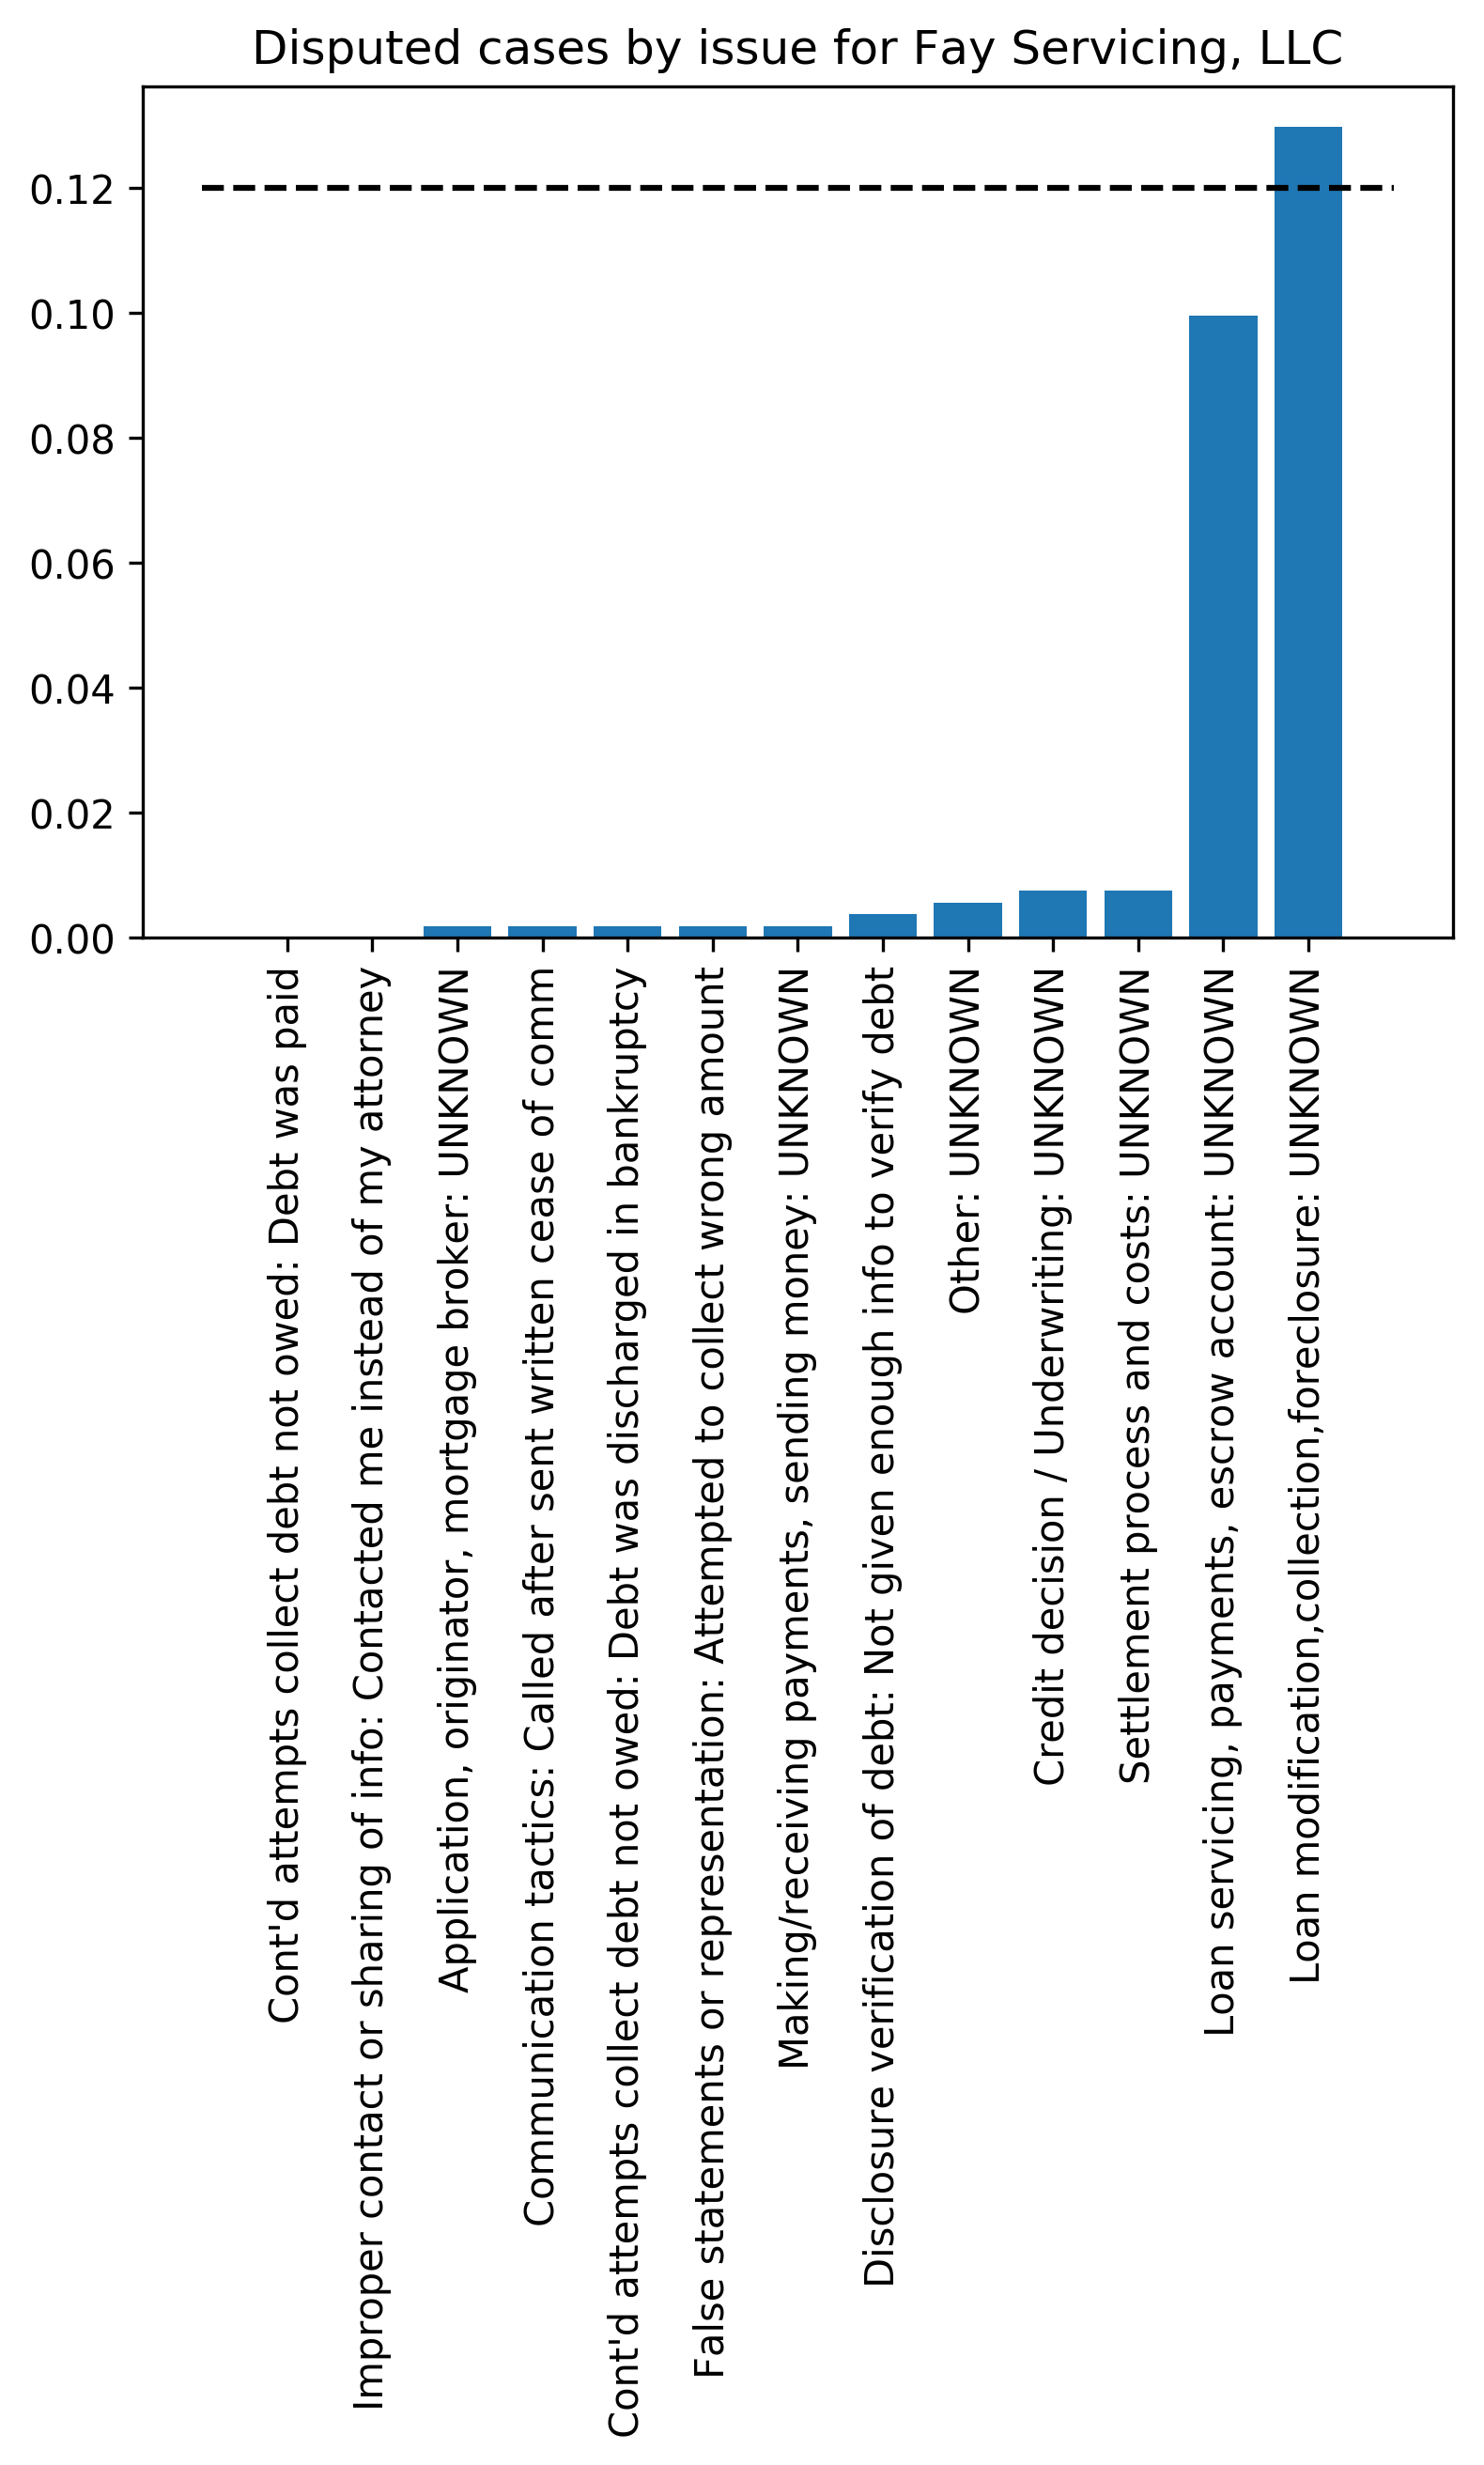 Disputed cases by issue for Fay Servicing, LLC
0.12
0.10
0.08
0.06
0.04
0.02
0.00
Cont'd attempts collect debt not owed: Debt was paid
Improper contact or sharing of info: Contacted me instead of my attorney
Application, originator, mortgage broker: UNKNOWN
Communication tactics: Called after sent written cease of comm
Cont'd attempts collect debt not owed: Debt was discharged in bankruptcy
False statements or representation: Attempted to collect wrong amount
Making/receiving payments, sending money: UNKNOWN
Disclosure verification of debt: Not given enough info to verify debt
Other: UNKNOWN
Credit decision / Underwriting: UNKNOWN
Settlement process and costs: UNKNOWN
Loan servicing, payments, escrow account: UNKNOWN
Loan modification,collection,foreclosure: UNKNOWN